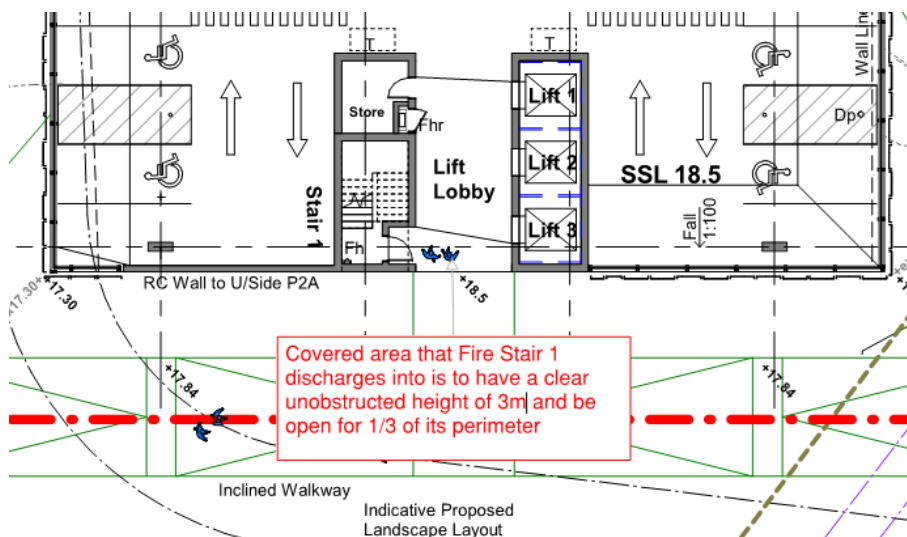 T
T
Wall Line
Store
Lift 1
Fhr
Dp
Lift 2
Lift
Lobby
SSL 18.5
Stair 1
Lift 3
Fall
1:100
Fh
RC Wall to U/Side P2A
+17.30
+17.30
+18.5
Covered area that Fire Stair 1
discharges into is to have a clear
unobstructed height of 3m and be
open for 1/3 of its perimeter
+17.84
+17.84
Inclined Walkway
Indicative Proposed
Landscape Layout